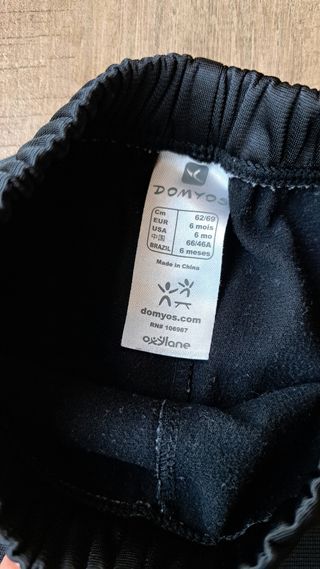 DOMYOS
Cm 62/69
EUR 6 mois
USA 6 mo
中国 66/46A
BRAZIL 6 meses
Made in China
domyos.com
RN# 106987
oxylane